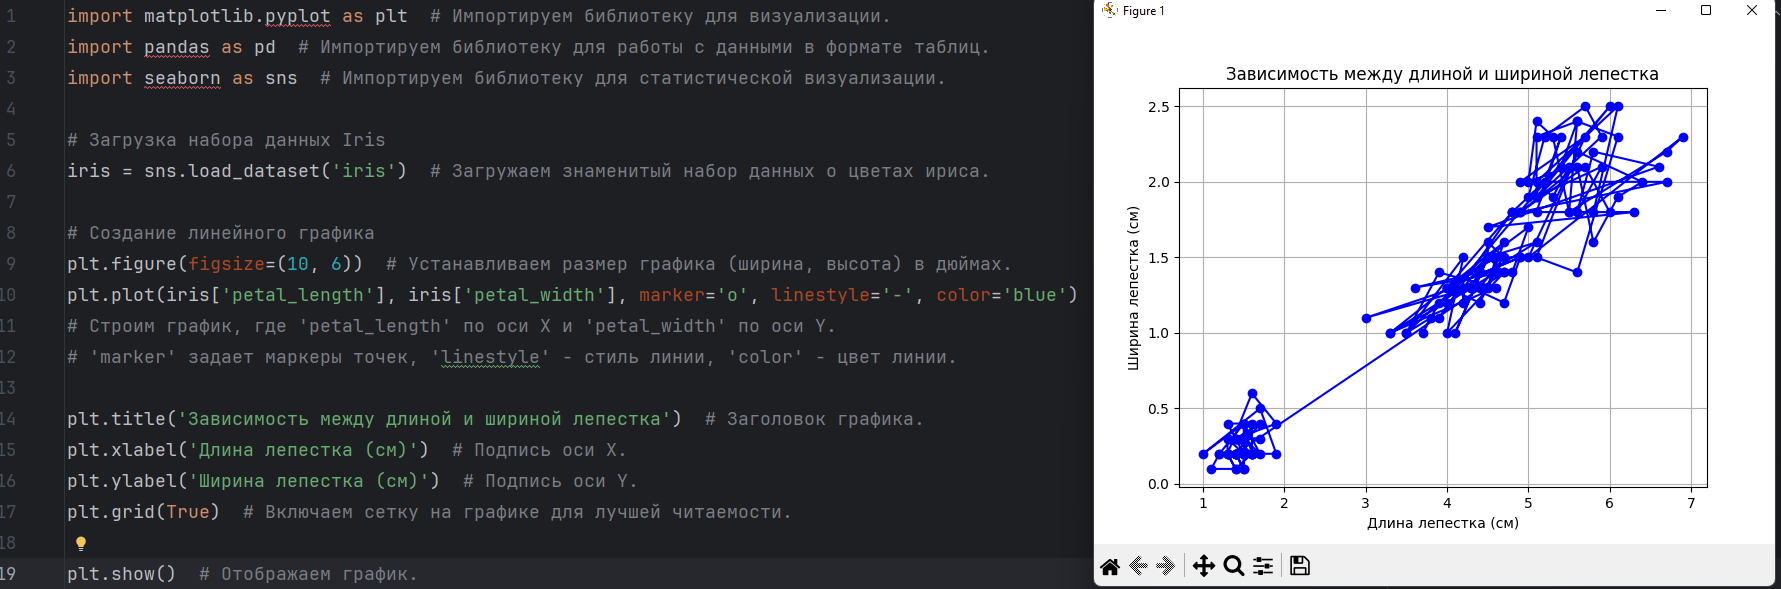 1 import matplotlib.pyplot as plt  # Импортируем библиотеку для визуализации.
2 import pandas as pd  # Импортируем библиотеку для работы с данными в формате таблиц.
3 import seaborn as sns  # Импортируем библиотеку для статистической визуализации.
4
5 # Загрузка набора данных Iris
6 iris = sns.load_dataset('iris')  # Загружаем знаменитый набор данных о цветах ириса.
7
8 # Создание линейного графика
9 plt.figure(figsize=(10, 6))  # Устанавливаем размер графика (ширина, высота) в дюймах.
10 plt.plot(iris['petal_length'], iris['petal_width'], marker='o', linestyle='-', color='blue')
11 # Строим график, где 'petal_length' по оси X и 'petal_width' по оси Y.
12 # 'marker' задает маркеры точек, 'linestyle' - стиль линии, 'color' - цвет линии.
13
14 plt.title('Зависимость между длиной и шириной лепестка')  # Заголовок графика.
15 plt.xlabel('Длина лепестка (см)')  # Подпись оси X.
16 plt.ylabel('Ширина лепестка (см)')  # Подпись оси Y.
17 plt.grid(True)  # Включаем сетку на графике для лучшей читаемости.
18
19 plt.show()  # Отображаем график.
Figure 1
Зависимость между длиной и шириной лепестка
Ширина лепестка (см)
2.5
2.0
1.5
1.0
0.5
0.0
1 2 3 4 5 6 7
Длина лепестка (см)